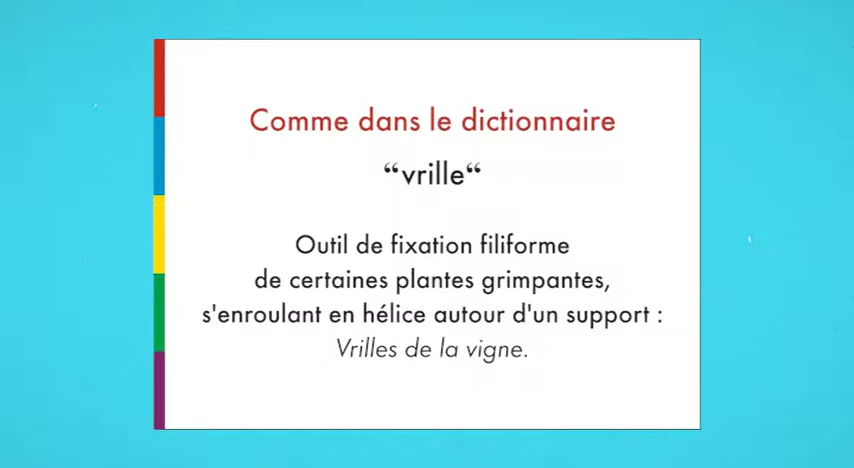 Comme dans le dictionnaire
“vrille“
Outil de fixation filiforme
de certaines plantes grimpantes,
s'enroulant en hélice autour d'un support :
Vrilles de la vigne.